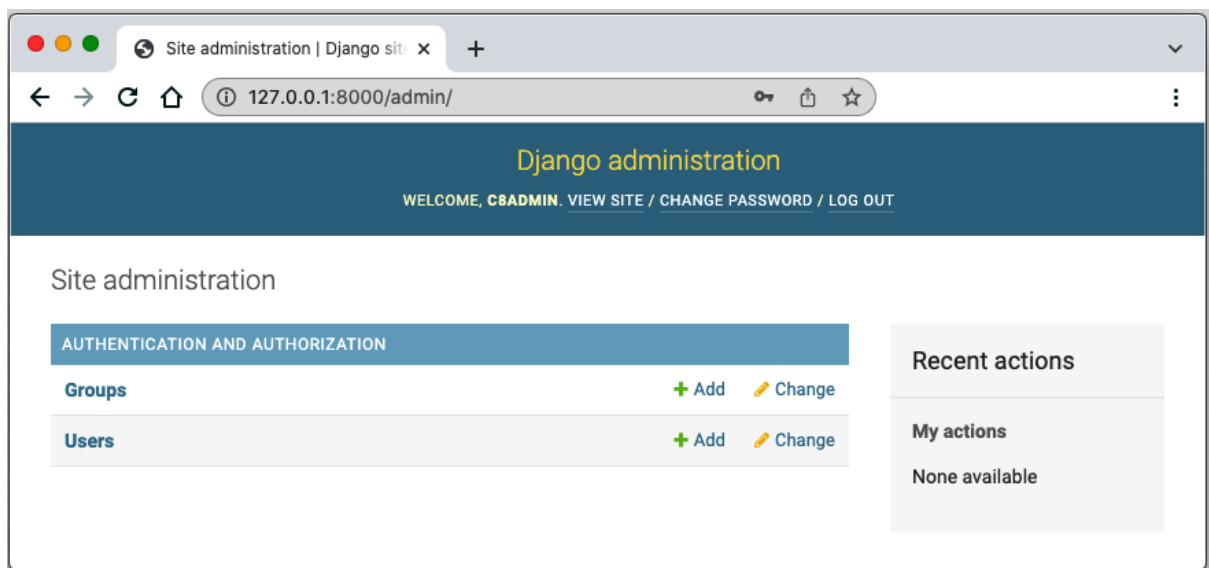 Site administration | Django sit
127.0.0.1:8000/admin/
Django administration
WELCOME, C8ADMIN. VIEW SITE / CHANGE PASSWORD / LOG OUT
Site administration
AUTHENTICATION AND AUTHORIZATION
Groups Add Change
Users Add Change
Recent actions
My actions
None available